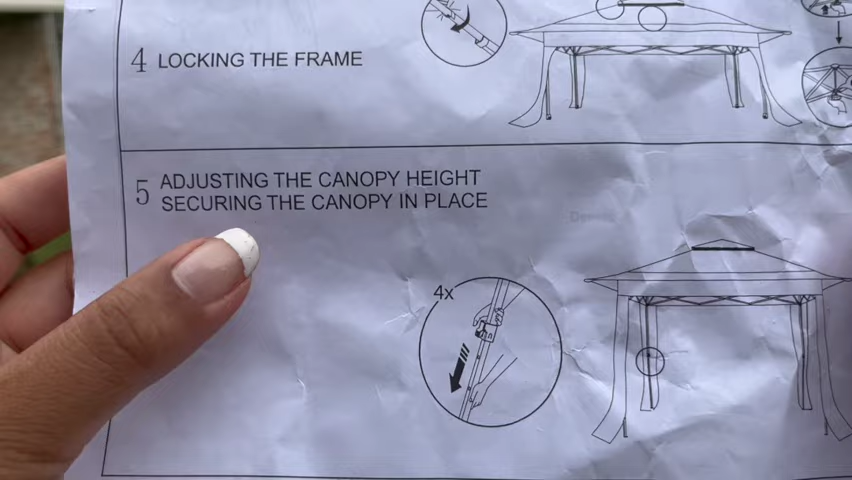 4 LOCKING THE FRAME
5 ADJUSTING THE CANOPY HEIGHT
SECURING THE CANOPY IN PLACE
4x